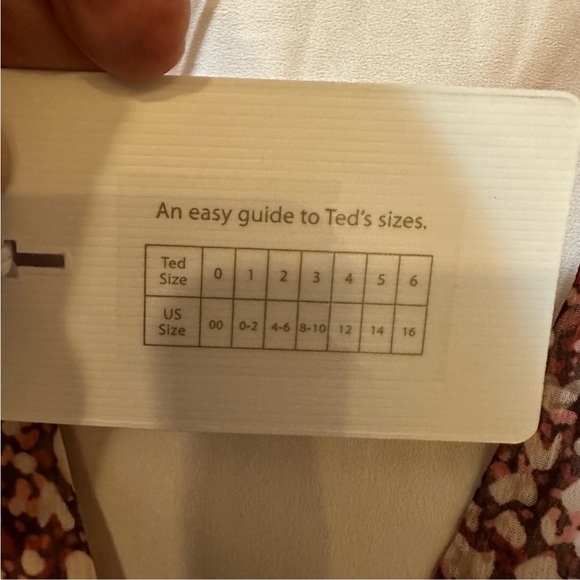 An easy guide to Ted's sizes.
Ted Size 0 1 2 3 4 5 6
US Size 00 0-2 4-6 8-10 12 14 16